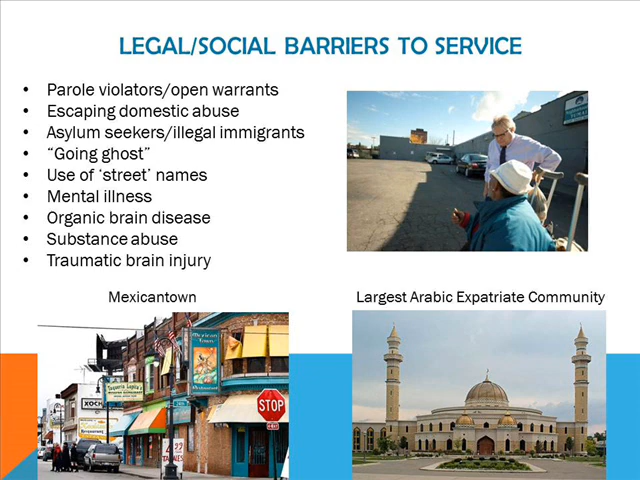 LEGAL/SOCIAL BARRIERS TO SERVICE
• Parole violators/open warrants
• Escaping domestic abuse
• Asylum seekers/illegal immigrants
• “Going ghost”
• Use of ‘street’ names
• Mental illness
• Organic brain disease
• Substance abuse
• Traumatic brain injury
Mexicantown
Largest Arabic Expatriate Community
XOCH
STOP